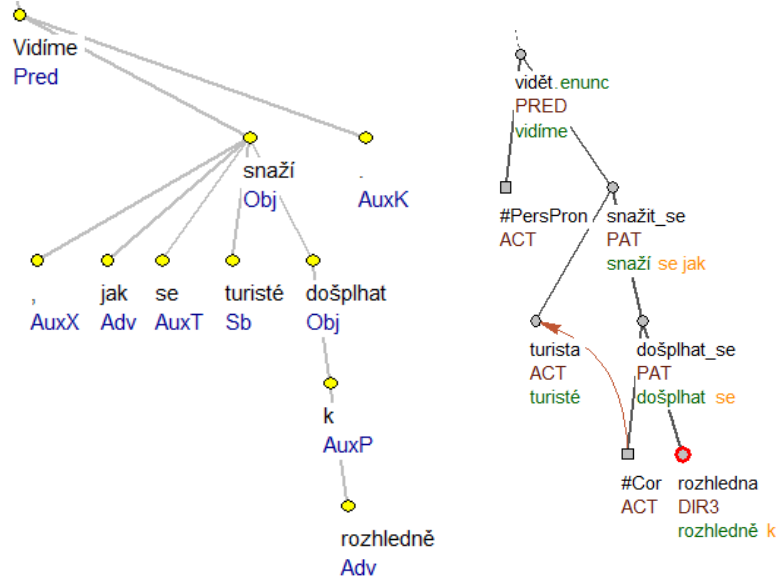 Vidíme
Pred
snaží
Obj
.
AuxK
,
AuxX
jak
Adv
se
AuxT
turisté
Sb
došplhat
Obj
k
AuxP
rozhledně
Adv
vidět.enunc
PRED
vidíme
#PersPron
ACT
snažit_se
PAT
snaží se jak
turista
ACT
turisté
došplhat_se
PAT
došplhat se
#Cor
ACT
rozhledna
DIR3
rozhledně k